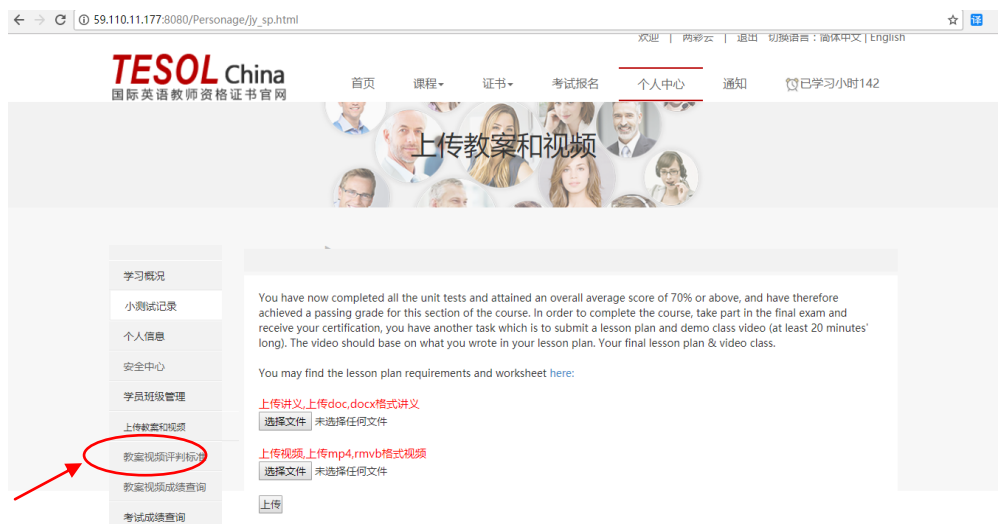 59.110.11.177:8080/Personage/jy_sp.html
译
欢迎 | 两彩云 | 退出 切换语言：简体中文 | English
TESOL China
国际英语教师资格证书官网
首页 课程 证书 考试报名 个人中心 通知 已学习小时142
上传教案和视频
学习概况
小测试记录
个人信息
安全中心
学员班级管理
上传教案和视频
教案视频评判标准
教案视频成绩查询
考试成绩查询
You have now completed all the unit tests and attained an overall average score of 70% or above, and have therefore
achieved a passing grade for this section of the course. In order to complete the course, take part in the final exam and
receive your certification, you have another task which is to submit a lesson plan and demo class video (at least 20 minutes'
long). The video should base on what you wrote in your lesson plan. Your final lesson plan & video class.
You may find the lesson plan requirements and worksheet here:
上传讲义,上传doc,docx格式讲义
选择文件 未选择任何文件
上传视频,上传mp4,rmvb格式视频
选择文件 未选择任何文件
上传